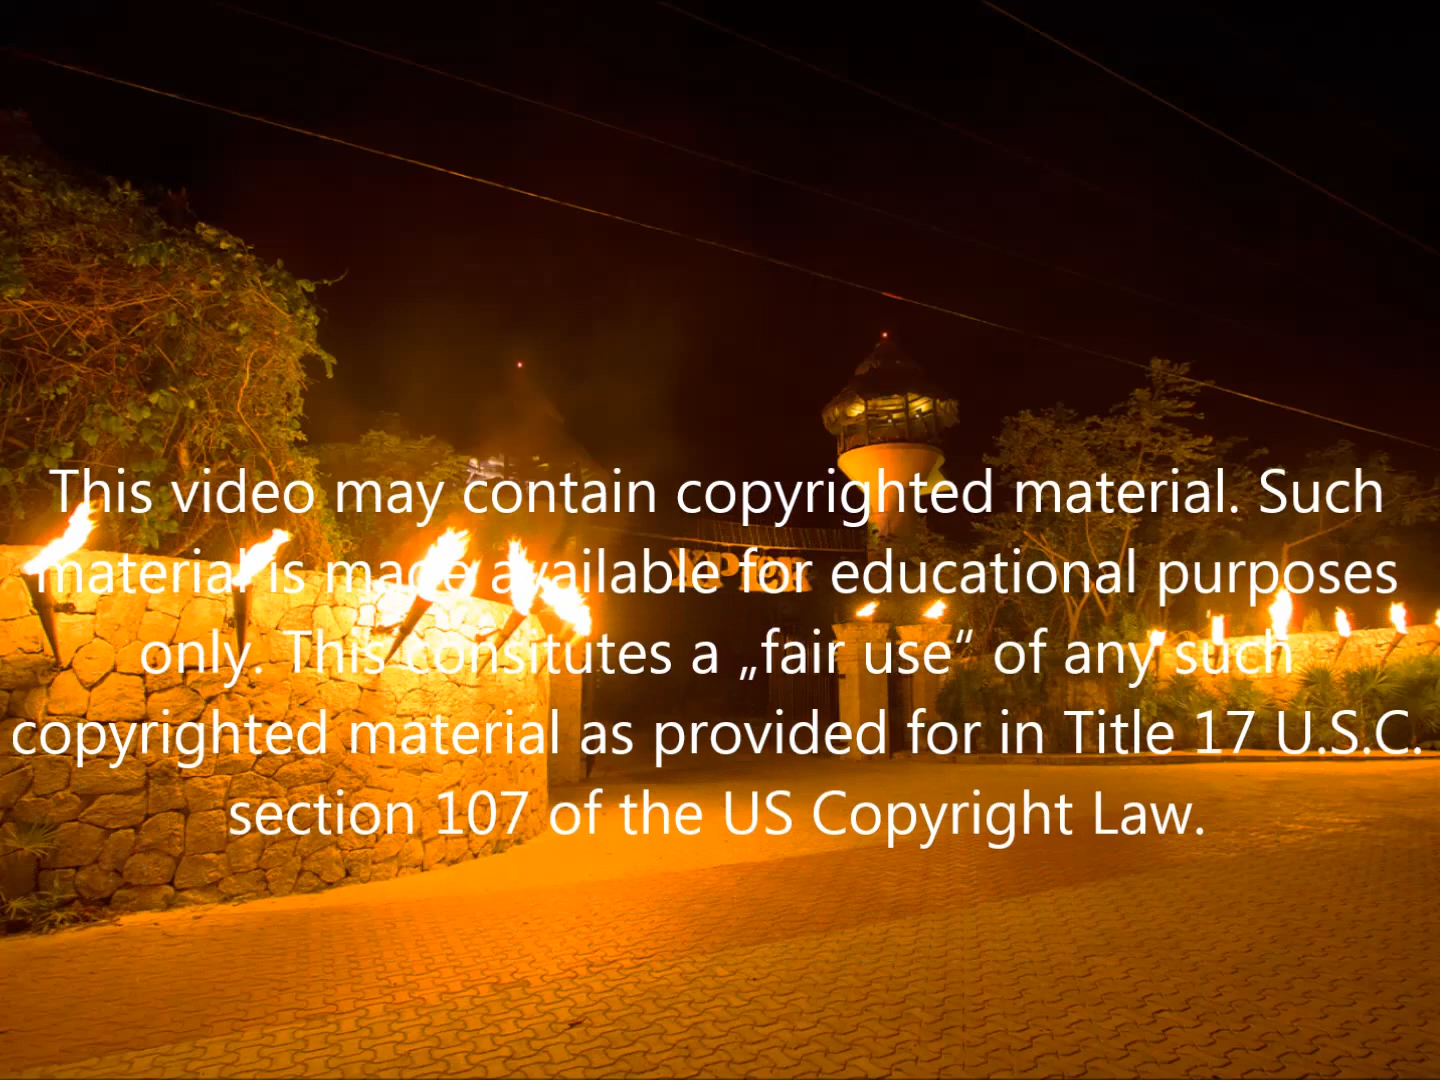 This video may contain copyrighted material. Such
material is made available for educational purposes
only. This consitutes a „fair use“ of any such
copyrighted material as provided for in Title 17 U.S.C.
section 107 of the US Copyright Law.